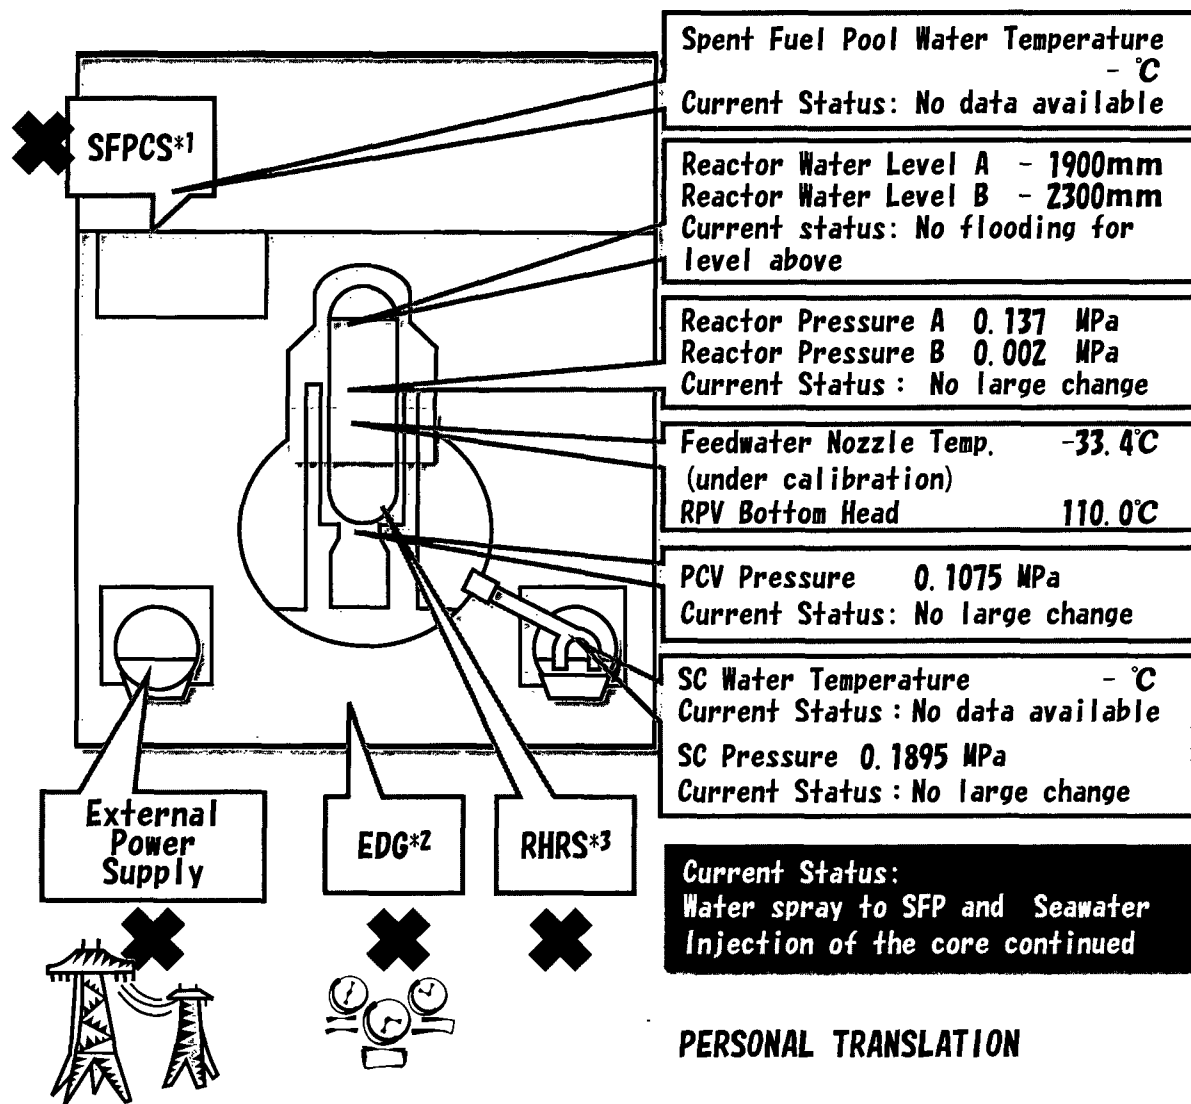 Spent Fuel Pool Water Temperature
- ℃
Current Status: No data available
SFPCS*1
Reactor Water Level A - 1900mm
Reactor Water Level B - 2300mm
Current status: No flooding for
level above
Reactor Pressure A 0.137 MPa
Reactor Pressure B 0.002 MPa
Current Status : No large change
Feedwater Nozzle Temp. -33.4℃
(under calibration)
RPV Bottom Head 110.0℃
PCV Pressure 0.1075 MPa
Current Status: No large change
SC Water Temperature - ℃
Current Status : No data available
SC Pressure 0.1895 MPa
Current Status : No large change
External
Power
Supply
EDG*2
RHRS*3
Current Status:
Water spray to SFP and Seawater
Injection of the core continued
PERSONAL TRANSLATION